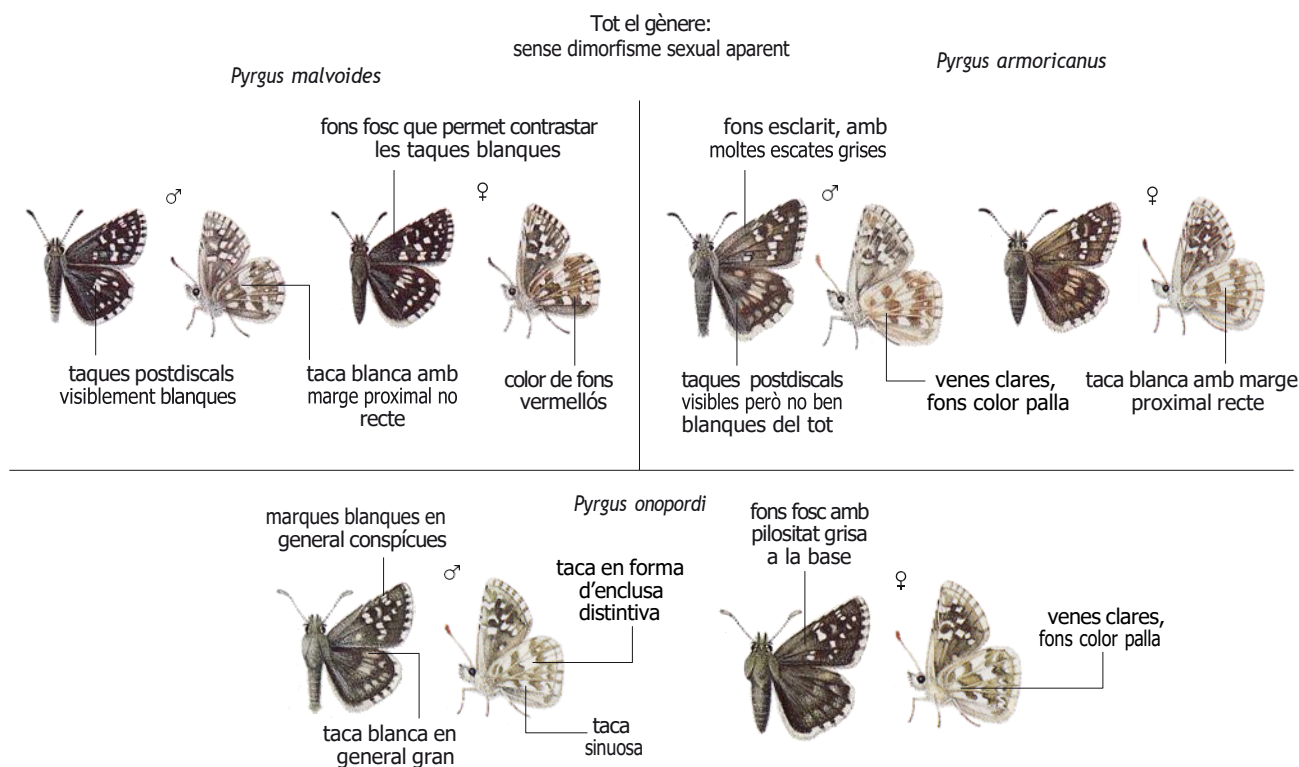 Tot el gènere:
sense dimorfisme sexual aparent
Pyrgus malvoides
fons fosc que permet contrastar
les taques blanques
♂
♀
taques postdiscals
visiblement blanques
taca blanca amb
marge proximal no
recte
color de fons
vermellós
Pyrgus armoricanus
fons esclarit, amb
moltes escates grises
♂
♀
taques postdiscals
visibles però no ben
blanques del tot
venes clares,
fons color palla
taca blanca amb marge
proximal recte
Pyrgus onopordi
marques blanques en
general conspícues
♂
taca en forma
d'enclusa
distintiva
fons fosc amb
pilositat grisa
a la base
♀
venes clares,
fons color palla
taca blanca en
general gran
taca
sinuosa